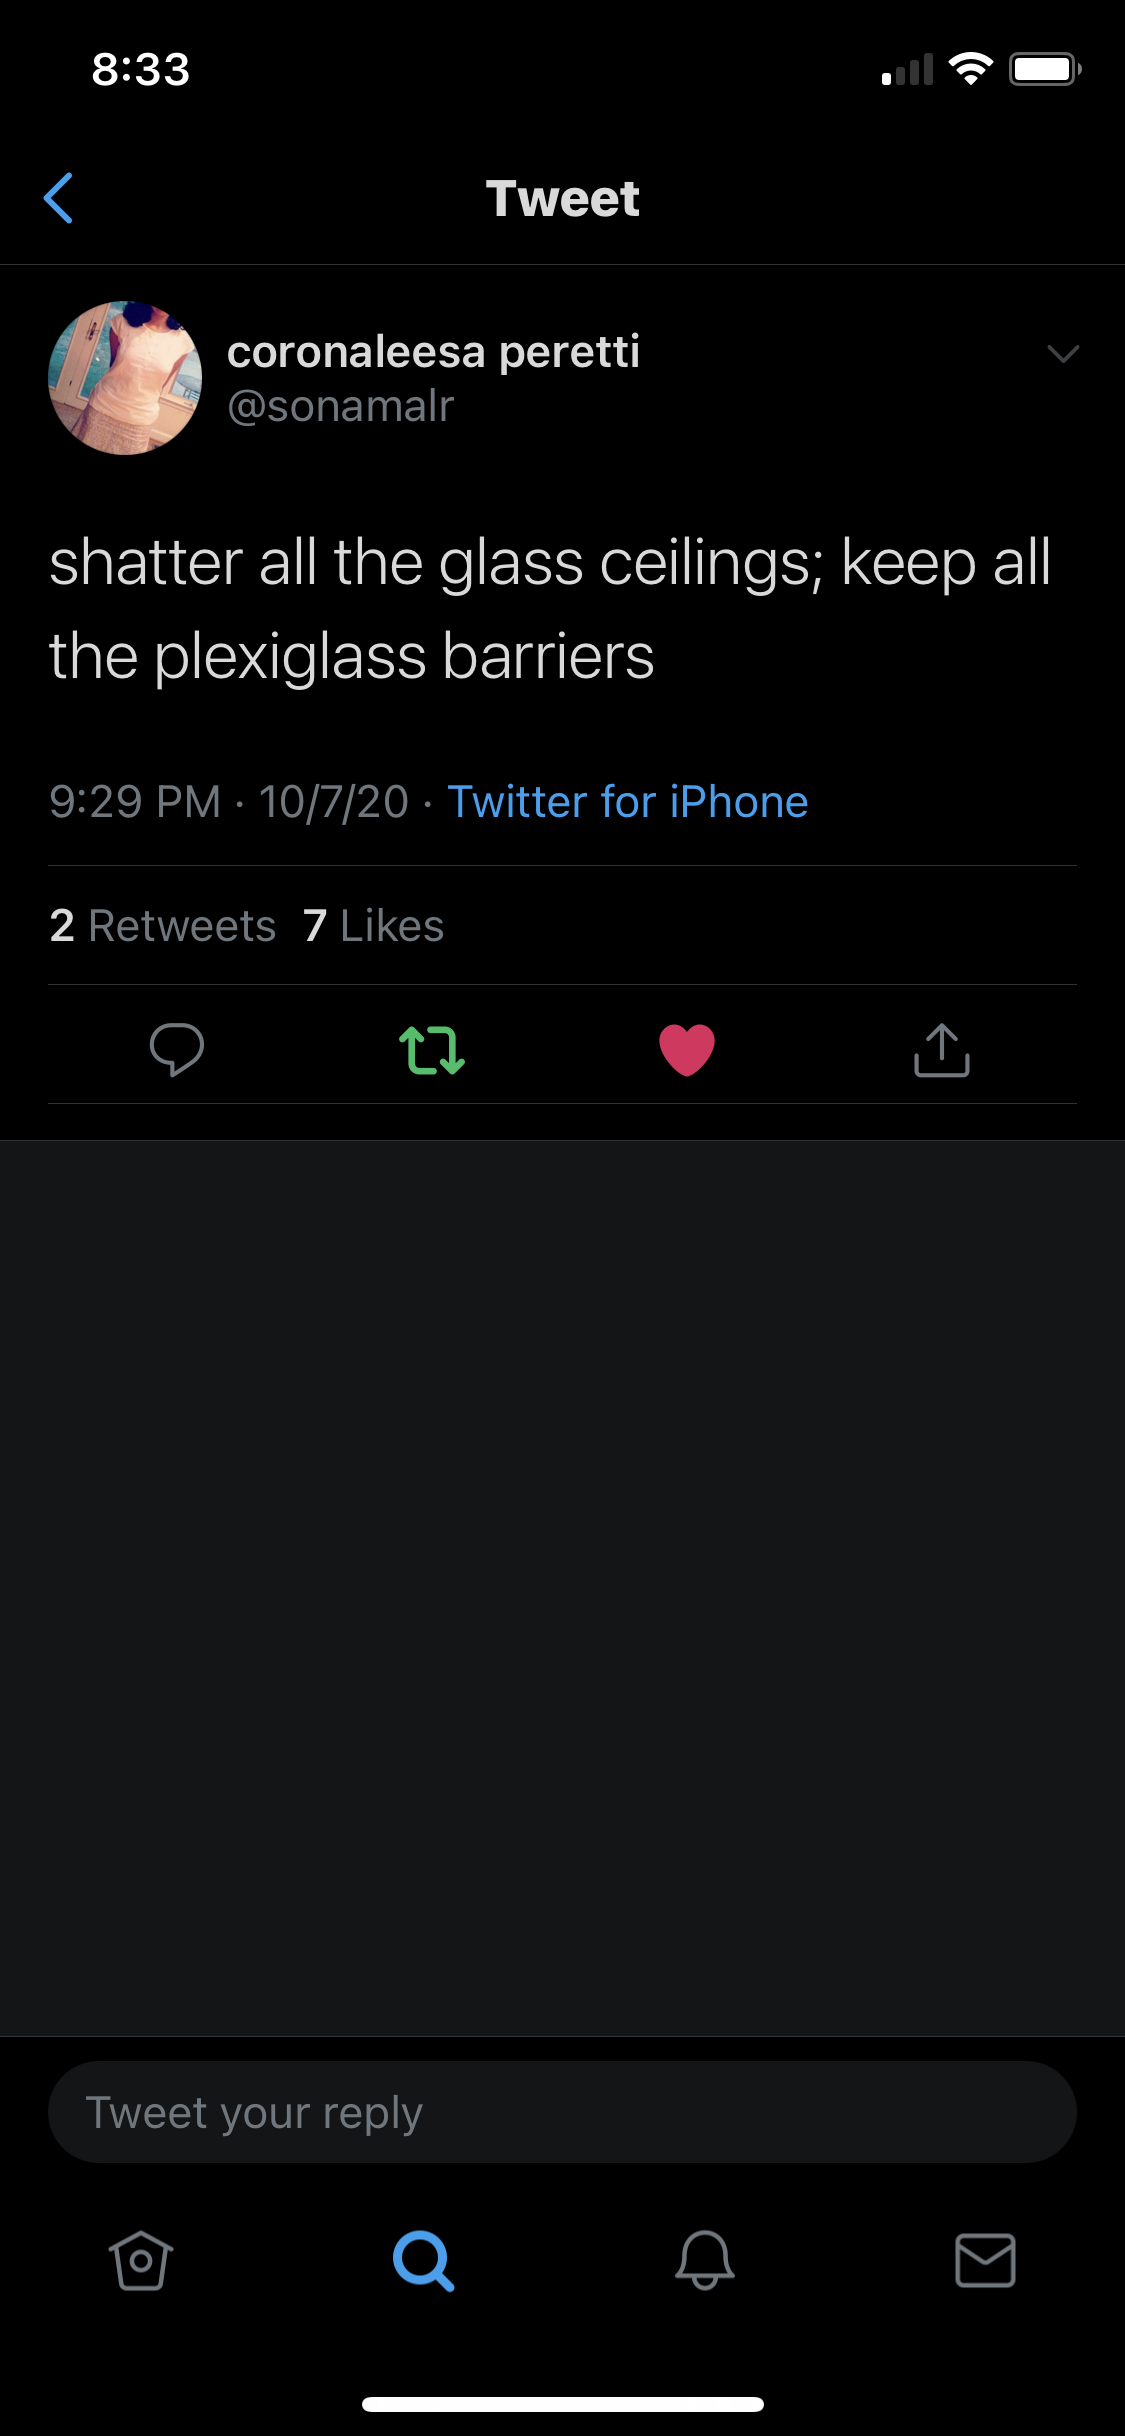 8:33
Tweet
coronaleesa peretti
@sonamalr
shatter all the glass ceilings; keep all
the plexiglass barriers
9:29 PM · 10/7/20 · Twitter for iPhone
2 Retweets 7 Likes
Tweet your reply